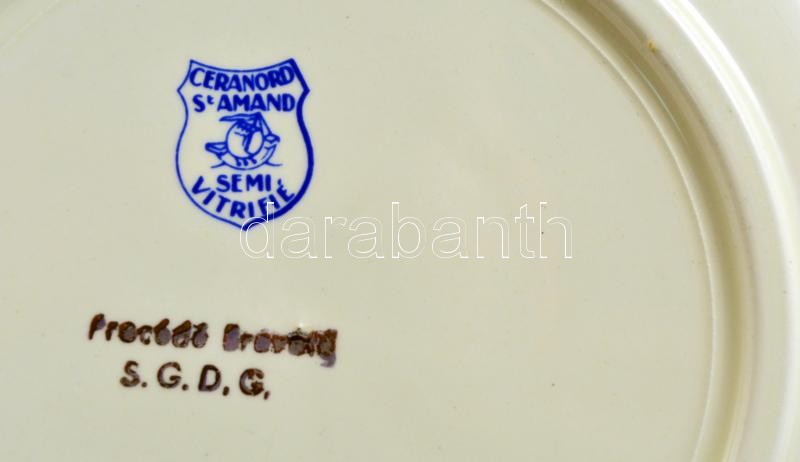 CERANORD
St AMAND
SEMI
VITRIFIÉ
darabanth
Procédé Breveté
S. G. D. G.